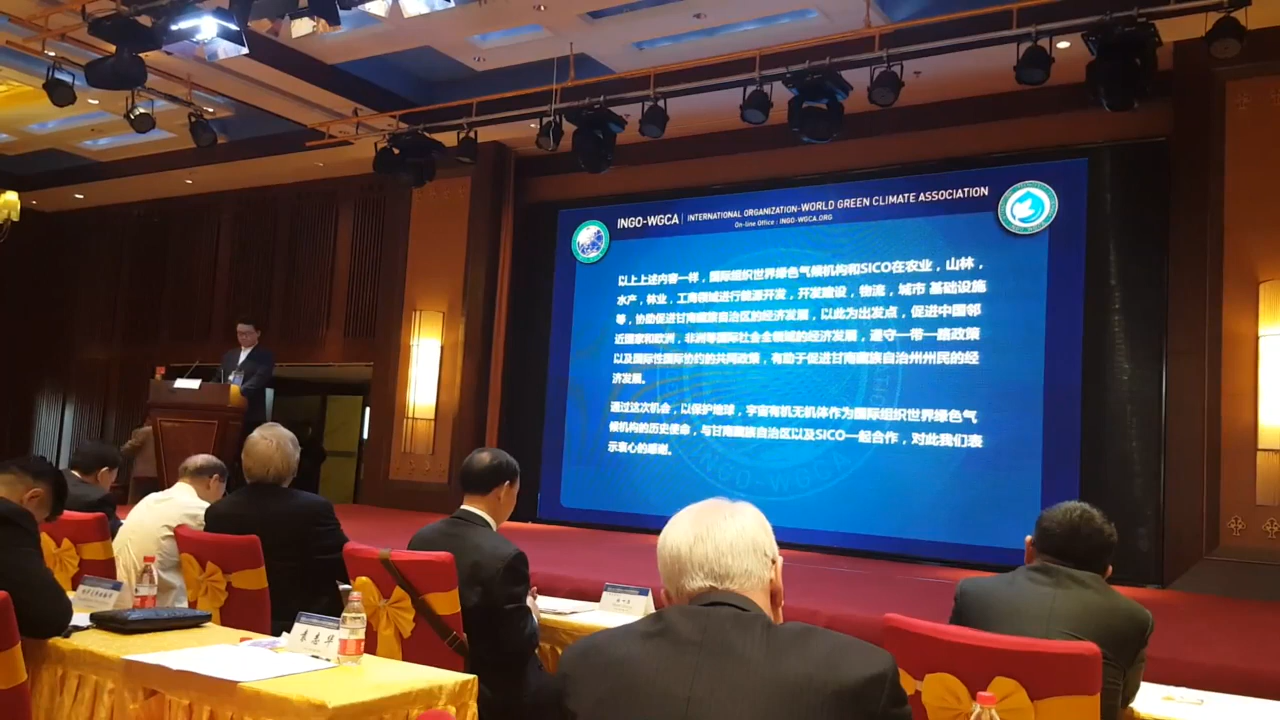 INGO-WGCA | INTERNATIONAL ORGANIZATION-WORLD GREEN CLIMATE ASSOCIATION
On-line Office : INGO-WGCA.ORG
以上上述内容一样，国际组织世界绿色气候机构和SICO在农业，山林，
水产，林业，工商领域进行能源开发，开发建设，物流，城市 基础设施
等，协助促进甘南藏族自治区的经济发展，以此为出发点，促进中国邻
近国家和欧洲，非洲等国际社会全领域的经济发展，遵守一带一路政策
以及国际性国际协约的共同政策，有助于促进甘南藏族自治州州民的经
济发展。
通过这次机会，以保护地球，宇宙有机无机体作为国际组织世界绿色气
候机构的历史使命，与甘南藏族自治区以及SICO一起合作，对此我们表
示衷心的感谢。
INGO-WGCA
袁志华